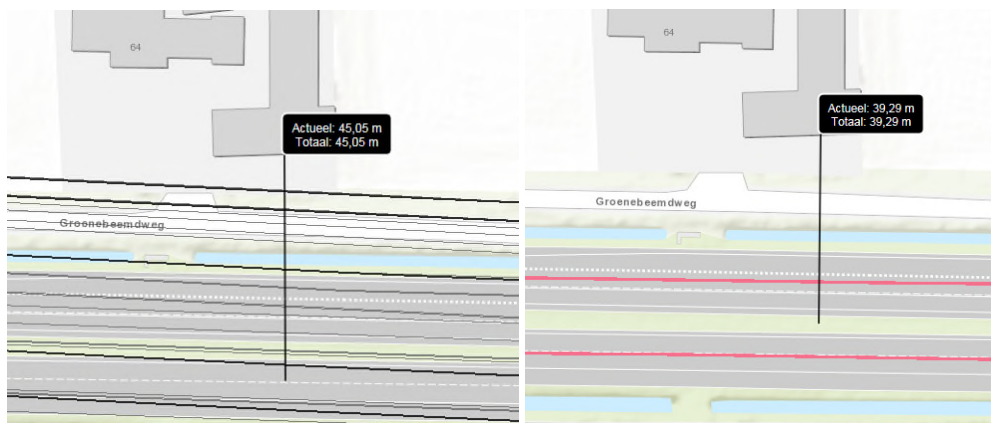 64
Actueel: 45,05 m
Totaal: 45,05 m
Groenebeemdweg
64
Actueel: 39,29 m
Totaal: 39,29 m
Groenebeemdweg